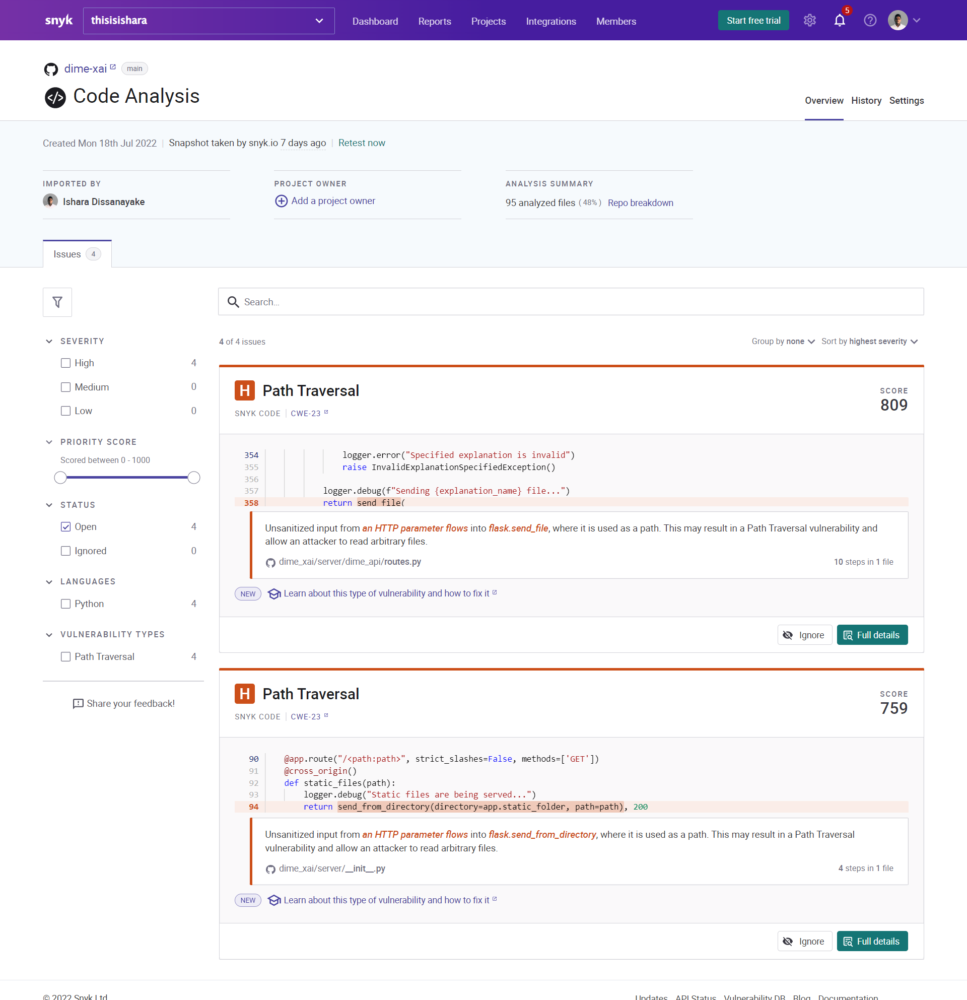 snyk
thisisishara
Dashboard
Reports
Projects
Integrations
Members
Start free trial
5
dime-xai
main
Code Analysis
Overview
History
Settings
Created Mon 18th Jul 2022 | Snapshot taken by snyk.io 7 days ago | Retest now
IMPORTED BY
Ishara Dissanayake
PROJECT OWNER
Add a project owner
ANALYSIS SUMMARY
95 analyzed files (48%) Repo breakdown
Issues 4
Search...
SEVERITY
High 4
Medium 0
Low 0
PRIORITY SCORE
Scored between 0 - 1000
STATUS
Open 4
Ignored 0
LANGUAGES
Python 4
VULNERABILITY TYPES
Path Traversal 4
Share your feedback!
4 of 4 issues
Group by none
Sort by highest severity
H Path Traversal
SNYK CODE | CWE-23
SCORE
809
354 logger.error("Specified explanation is invalid")
355 raise InvalidExplanationSpecifiedException()
356
357 logger.debug(f"Sending {explanation_name} file...")
358 return send_file(
Unsanitized input from an HTTP parameter flows into flask.send_file, where it is used as a path. This may result in a Path Traversal vulnerability and
allow an attacker to read arbitrary files.
dime_xai/server/dime_api/routes.py
10 steps in 1 file
NEW Learn about this type of vulnerability and how to fix it
Ignore
Full details
H Path Traversal
SNYK CODE | CWE-23
SCORE
759
90 @app.route("/<path:path>", strict_slashes=False, methods=['GET'])
91 @cross_origin()
92 def static_files(path):
93 logger.debug("Static files are being served...")
94 return send_from_directory(directory=app.static_folder, path=path), 200
Unsanitized input from an HTTP parameter flows into flask.send_from_directory, where it is used as a path. This may result in a Path Traversal
vulnerability and allow an attacker to read arbitrary files.
dime_xai/server/__init__.py
4 steps in 1 file
NEW Learn about this type of vulnerability and how to fix it
Ignore
Full details
© 2022 Snyk Ltd
Updates
API Status
Vulnerability DB
Blog
Documentation